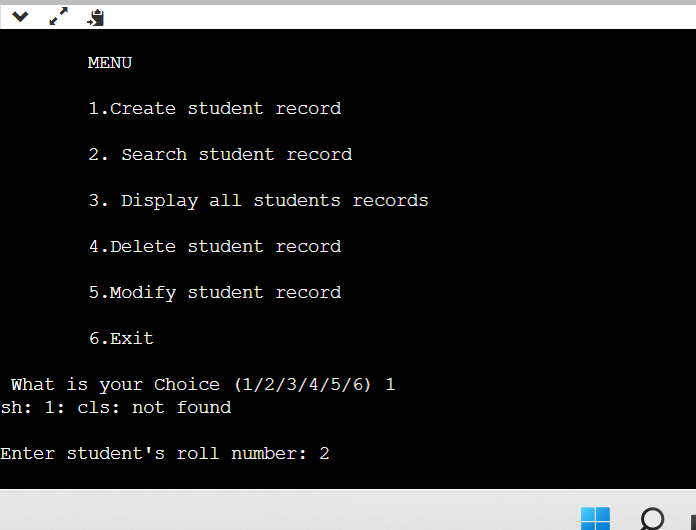 MENU
1.Create student record
2. Search student record
3. Display all students records
4.Delete student record
5.Modify student record
6.Exit
What is your Choice (1/2/3/4/5/6) 1
sh: 1: cls: not found
Enter student's roll number: 2